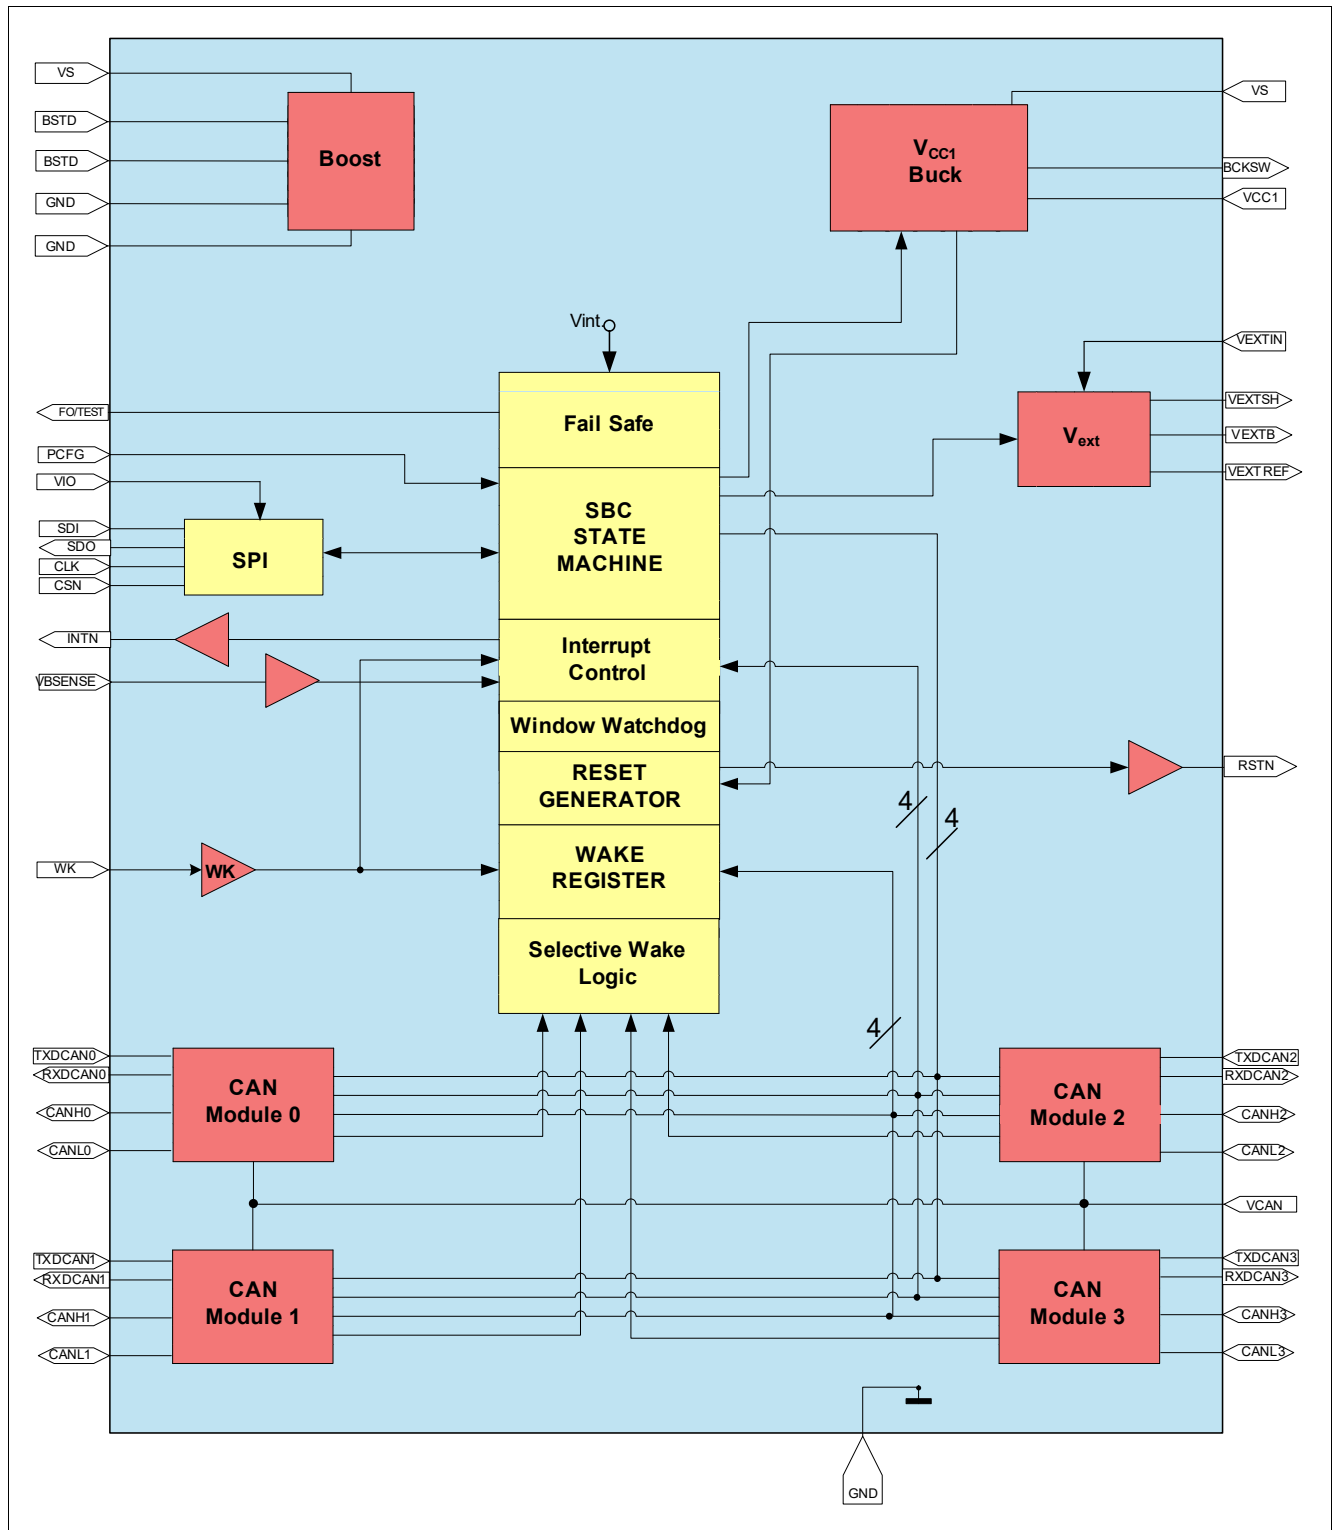 VS
BSTD
BSTD
GND
GND
Boost
VCC1
Buck
VS
BCKSW
VCC1
Vint.
VEXTIN
VEXTSH
VEXTB
VEXTREF
Vext
FO/TEST
PCFG
VIO
SDI
SDO
CLK
CSN
SPI
INTN
VBSENSE
Fail Safe
SBC
STATE
MACHINE
Interrupt
Control
Window Watchdog
RESET
GENERATOR
WAKE
REGISTER
Selective Wake
Logic
RSTN
4
4
4
WK
WK
TXDCAN0
RXDCAN0
CANH0
CANL0
CAN
Module 0
CAN
Module 2
TXDCAN2
RXDCAN2
CANH2
CANL2
VCAN
TXDCAN1
RXDCAN1
CANH1
CANL1
CAN
Module 1
CAN
Module 3
TXDCAN3
RXDCAN3
CANH3
CANL3
GND